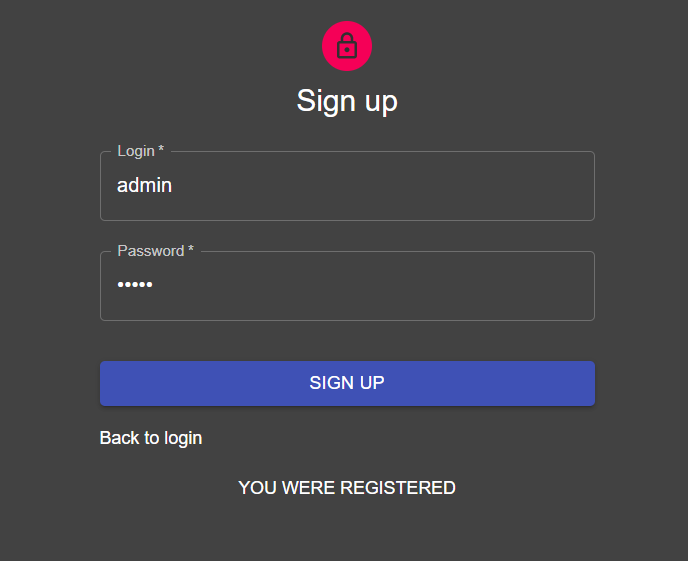 Sign up
Login *
admin
Password *
•••••
SIGN UP
Back to login
YOU WERE REGISTERED